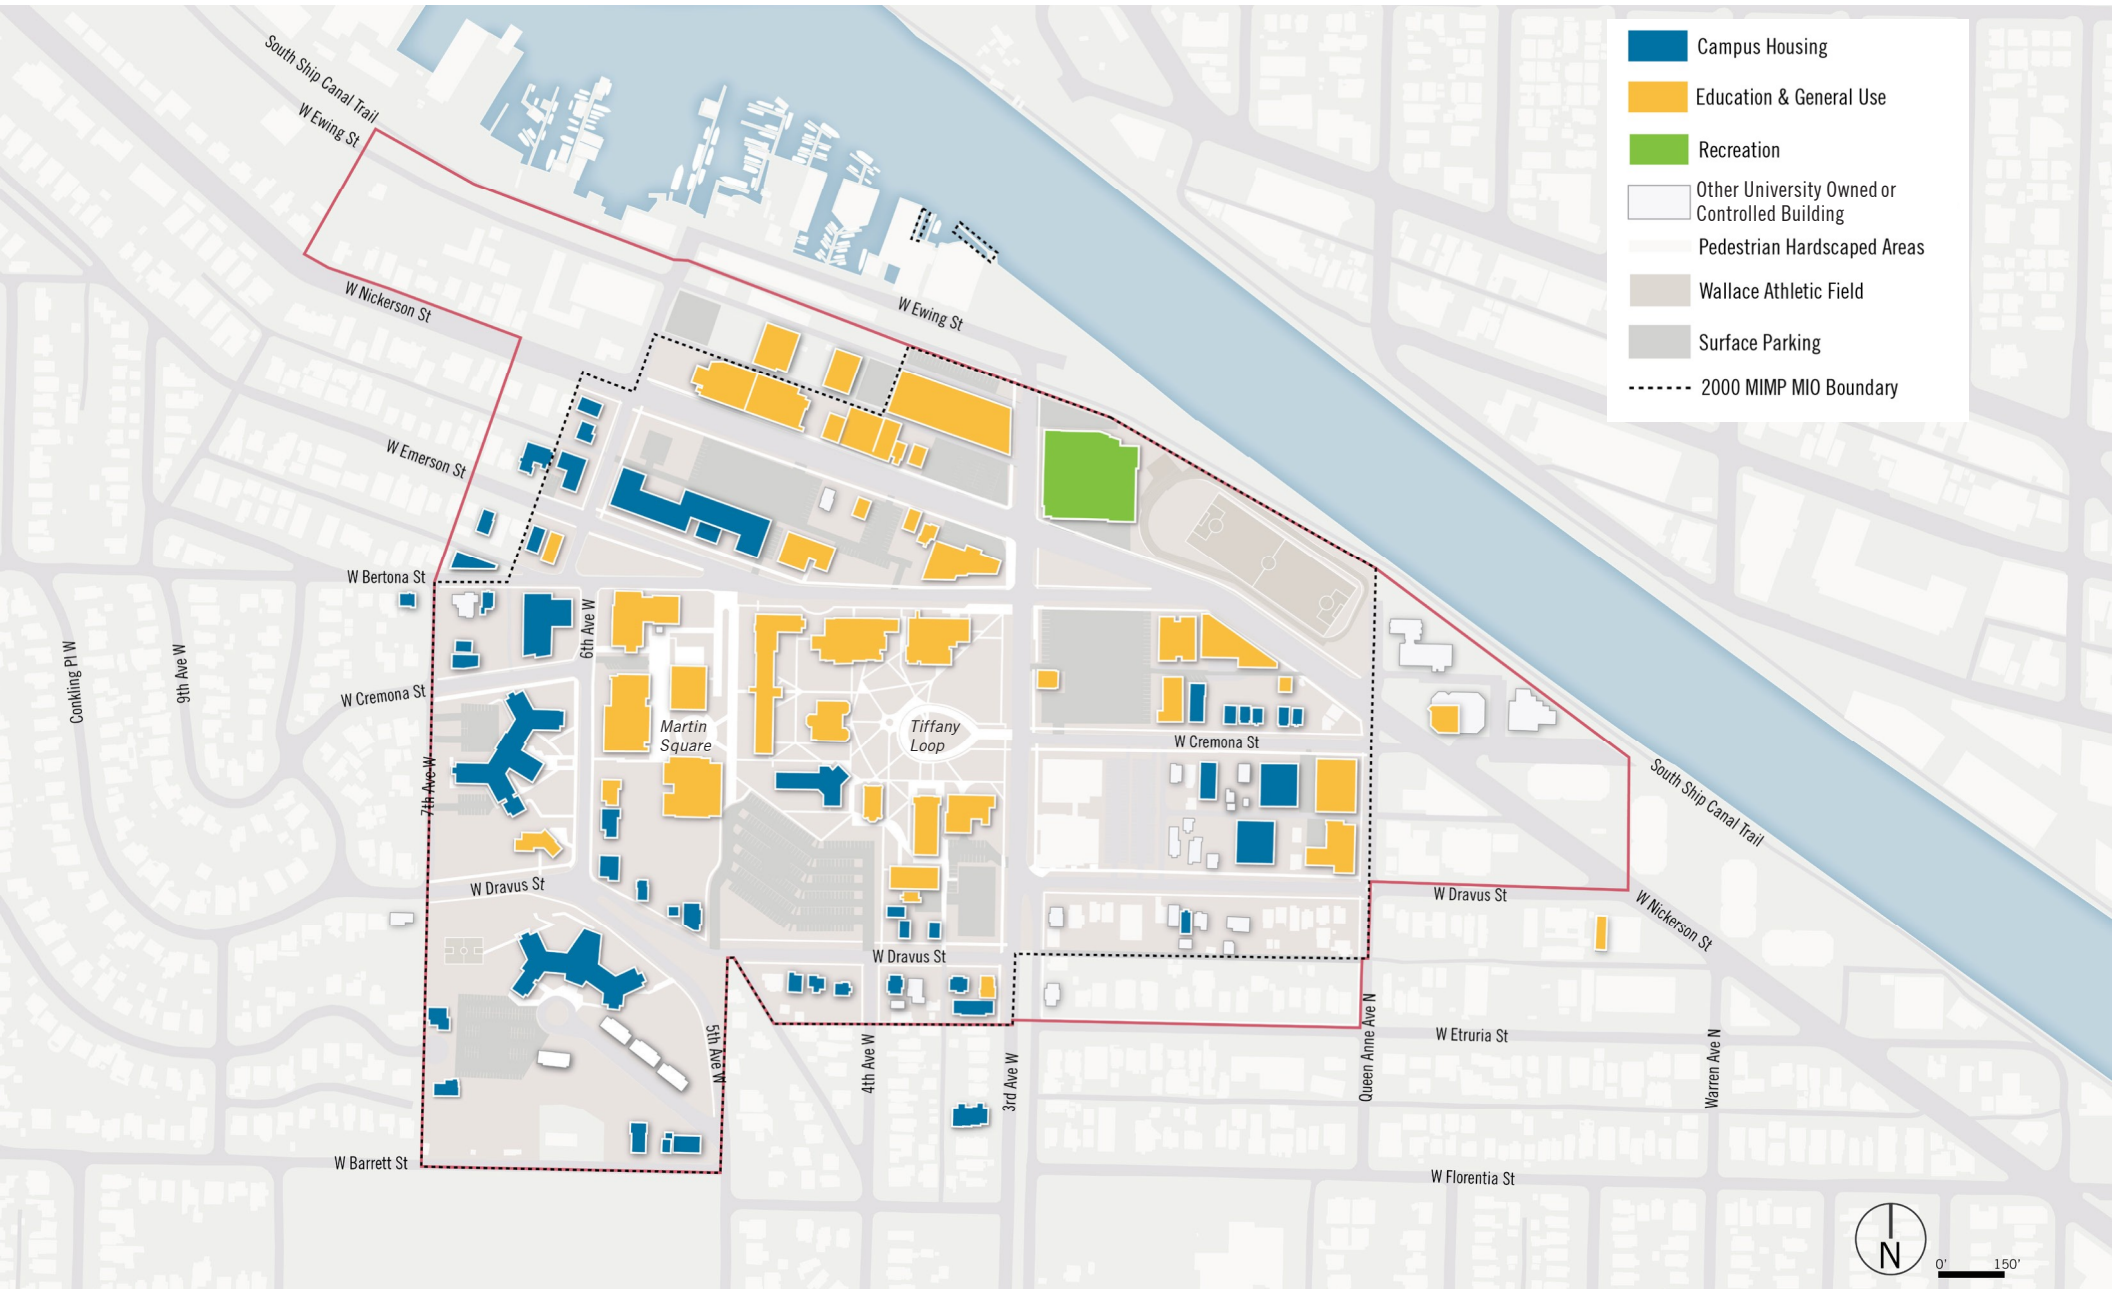 South Ship Canal Trail
W Ewing St
Campus Housing
Education & General Use
Recreation
Other University Owned or
Controlled Building
Pedestrian Hardscaped Areas
Wallace Athletic Field
Surface Parking
2000 MIMP MIO Boundary
W Nickerson St
W Ewing St
W Emerson St
W Bertona St
6th Ave W
Conkling Pl W
9th Ave W
W Cremona St
Martin
Square
Tiffany
Loop
W Cremona St
7th Ave W
South Ship Canal Trail
W Dravus St
W Dravus St
W Nickerson St
W Dravus St
5th Ave W
4th Ave W
3rd Ave W
Queen Anne Ave N
W Etruria St
Warren Ave N
W Barrett St
W Florentia St
N
0' 150'